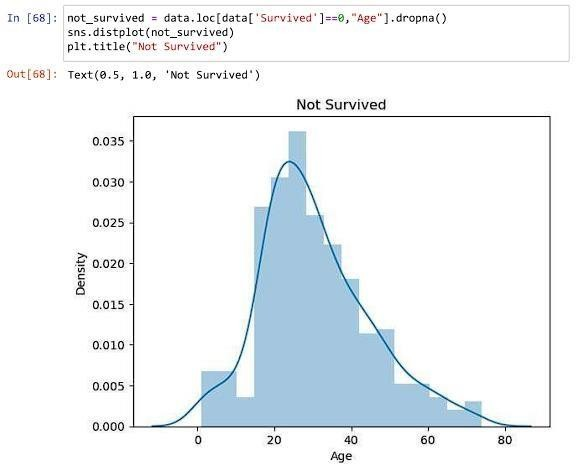 In [68]: not_survived = data.loc[data['Survived']==0,"Age"].dropna()
sns.distplot(not_survived)
plt.title("Not Survived")
Out[68]: Text(0.5, 1.0, 'Not Survived')
Not Survived
0.035
0.030
0.025
0.020
0.015
0.010
0.005
0.000
Density
0 20 40 60 80
Age